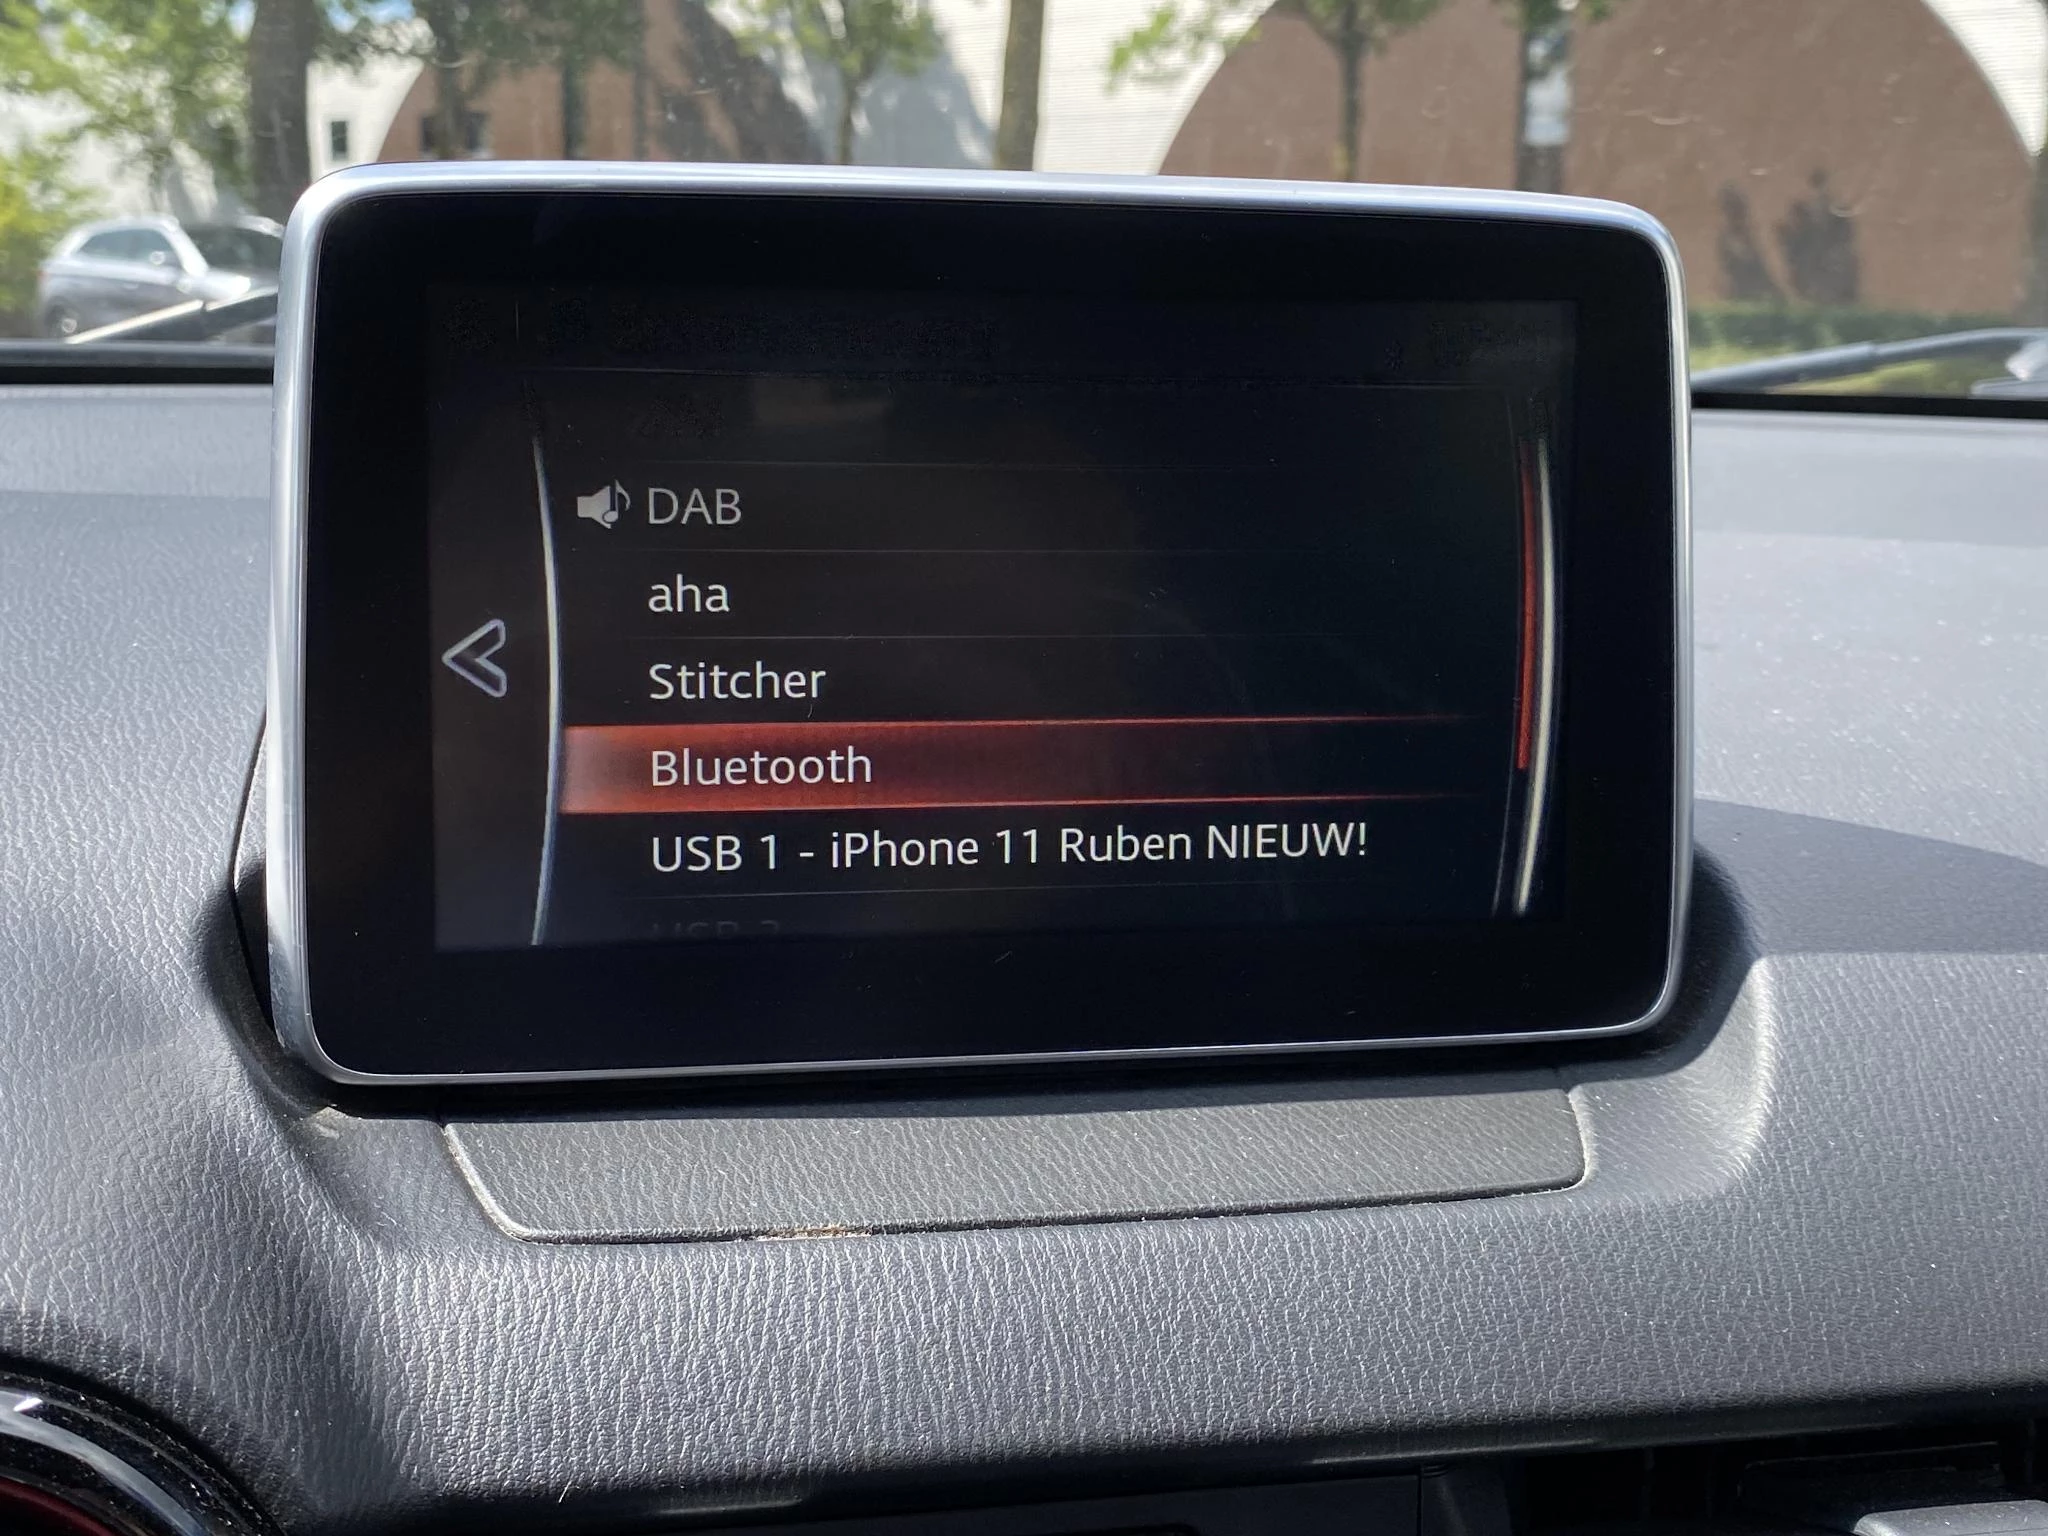 DAB
aha
Stitcher
Bluetooth
USB 1 - iPhone 11 Ruben NIEUW!